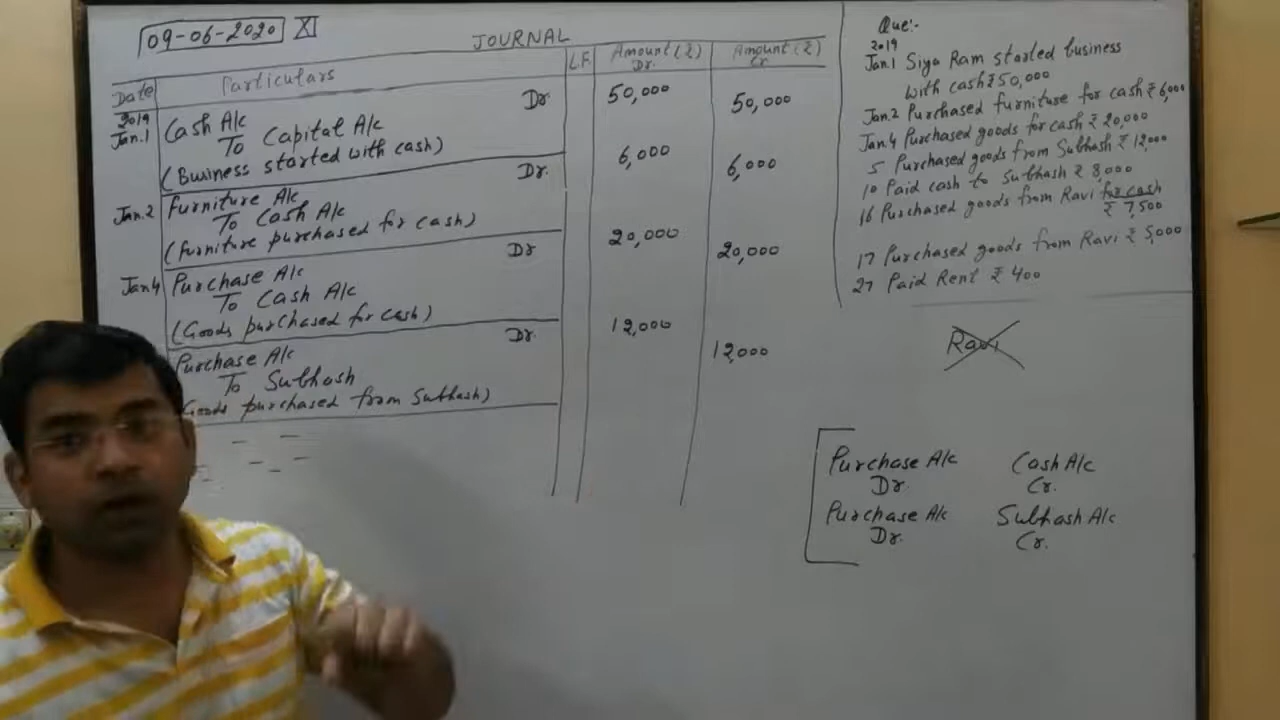 09-06-2020 XI
JOURNAL
Date Particulars L.F. Amount (₹) Dr. Amount (₹) Cr.
2019
Jan.1 Cash A/c Dr 50,000
To Capital A/c 50,000
(Business started with cash)
Jan.2 Furniture A/c Dr. 6,000
To Cash A/c 6,000
(Furniture purchased for cash)
Jan 4 Purchase A/c Dr 20,000
To Cash A/c 20,000
(Goods purchased for cash)
Purchase A/c Dr. 12,000
To Subhash 12,000
Goods purchased from Subhash)
Que:-
2019
Jan.1 Siya Ram started business
with cash ₹ 50,000
Jan.2 Purchased furniture for cash ₹ 6,000
Jan.4 Purchased goods for cash ₹ 20,000
5 Purchased goods from Subhash ₹ 12,000
10 Paid cash to Subhash ₹ 8,000
16 Purchased goods from Ravi for cash
₹ 7,500
17 Purchased goods from Ravi ₹ 5,000
27 Paid Rent ₹ 400
Ravi
Purchase A/c Cash A/c
Dr. Cr.
Purchase A/c Subhash A/c
Dr. Cr.